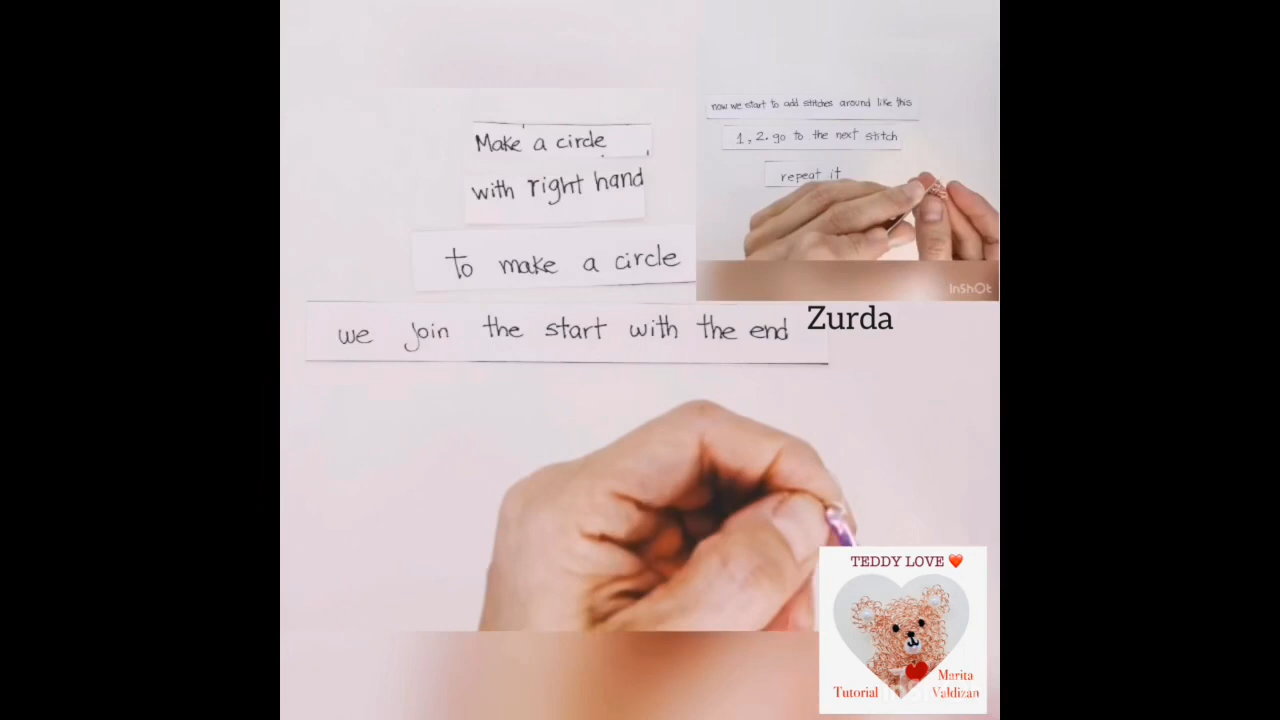 Make a circle
with right hand
to make a circle
we join the start with the end
now we start to add stitches around like this
1, 2. go to the next stitch
repeat it
InShOt
Zurda
TEDDY LOVE ❤️
Tutorial
Marita
Valdizan